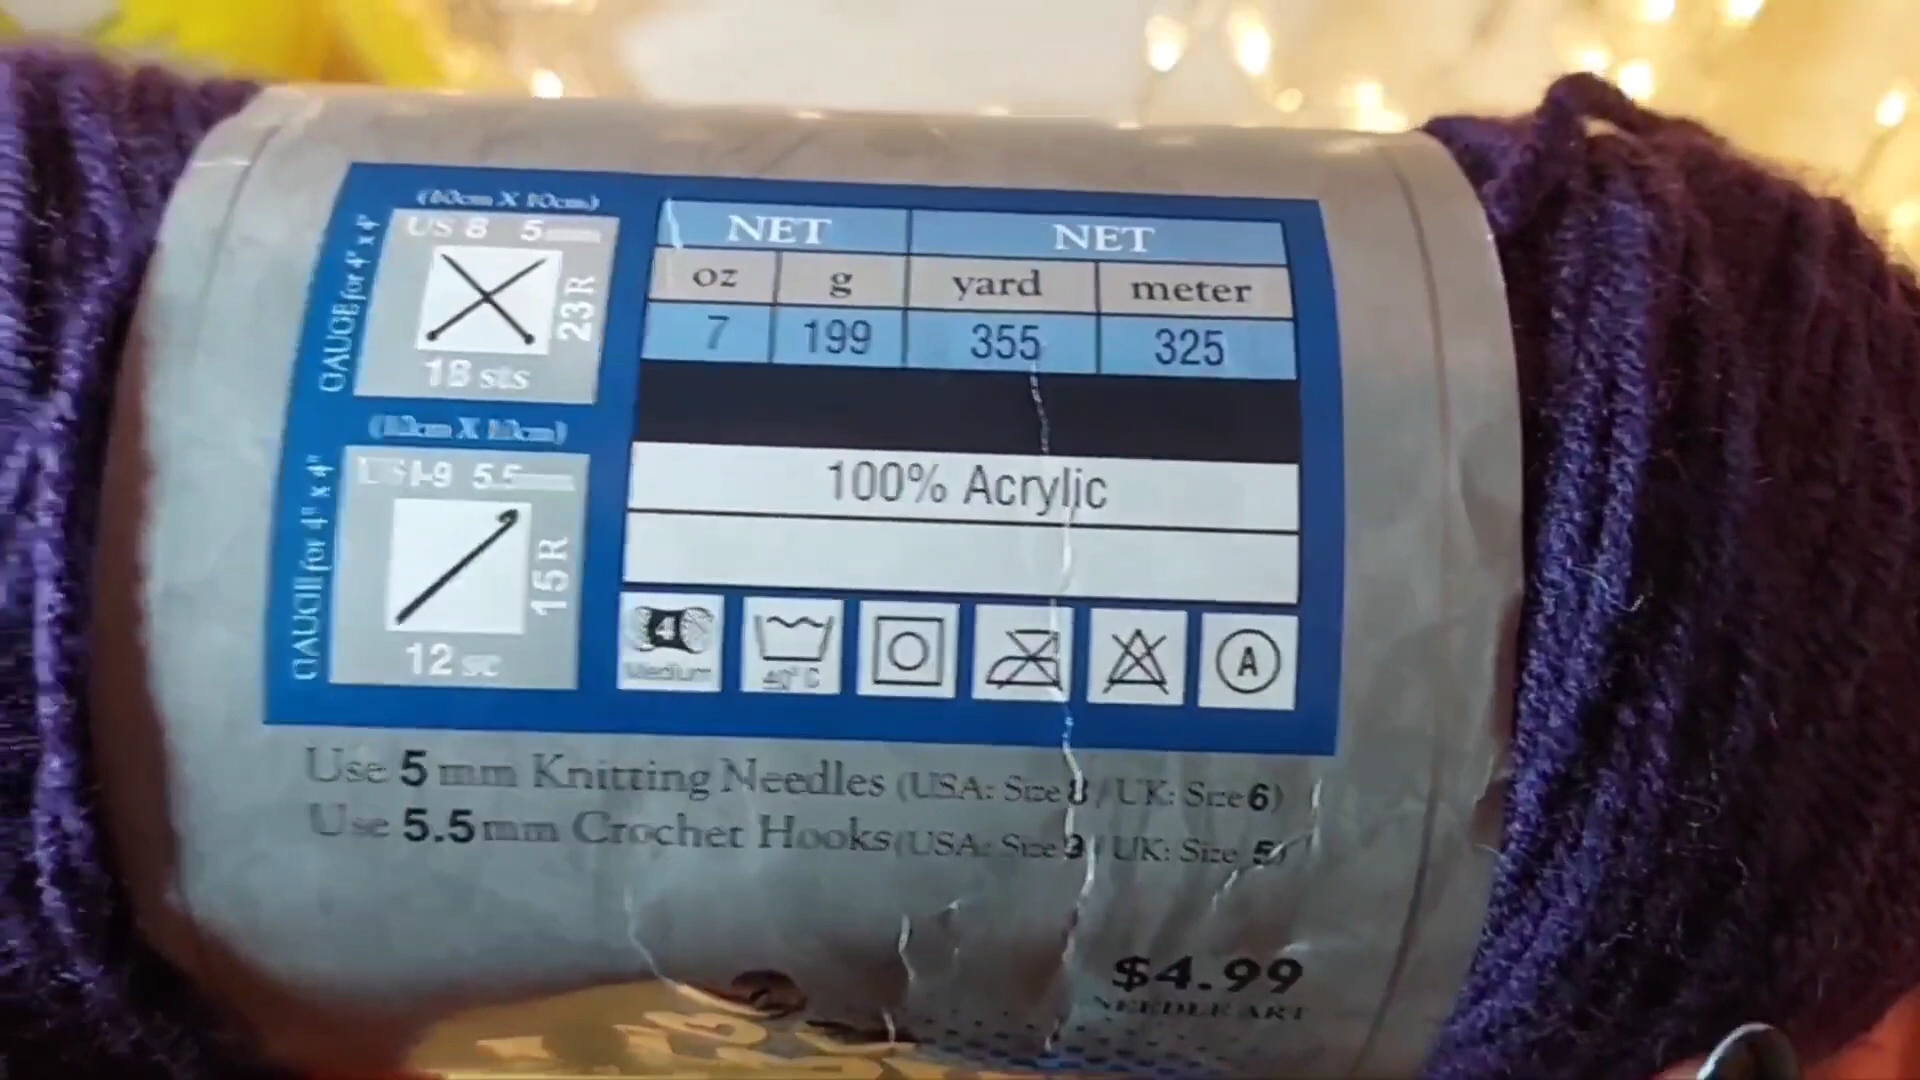 (10cm X 10cm)
GAUGE for 4" x 4"
US 8 5mm
23 R
18 sts
(10cm X 10cm)
GAUGE for 4" x 4"
US I-9 5.5mm
15 R
12 sc
NET NET
oz g yard meter
7 199 355 325
100% Acrylic
4
Medium
40° C
A
Use 5 mm Knitting Needles (USA: Size 8 / UK: Size 6)
Use 5.5 mm Crochet Hooks (USA: Size 9 / UK: Size 5)
$4.99
NEEDLE ART